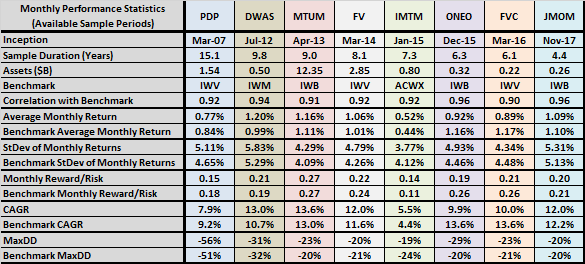 Monthly Performance Statistics (Available Sample Periods) PDP DWAS MTUM FV IMTM ONEO FVC JMOM
Inception Mar-07 Jul-12 Apr-13 Mar-14 Jan-15 Dec-15 Mar-16 Nov-17
Sample Duration (Years) 15.1 9.8 9.0 8.1 7.3 6.3 6.1 4.4
Assets ($B) 1.54 0.50 12.35 2.85 0.80 0.32 0.22 0.26
Benchmark IWV IWM IWB IWV ACWX IWB IWV IWB
Correlation with Benchmark 0.92 0.94 0.91 0.92 0.92 0.96 0.90 0.96
Average Monthly Return 0.77% 1.20% 1.16% 1.06% 0.52% 0.92% 0.89% 1.09%
Benchmark Average Monthly Return 0.84% 0.99% 1.11% 1.01% 0.44% 1.16% 1.17% 1.10%
StDev of Monthly Returns 5.11% 5.83% 4.29% 4.79% 3.77% 4.93% 4.34% 5.31%
Benchmark StDev of Monthly Returns 4.65% 5.29% 4.09% 4.26% 4.12% 4.46% 4.48% 5.13%
Monthly Reward/Risk 0.15 0.21 0.27 0.22 0.14 0.19 0.21 0.20
Benchmark Monthly Reward/Risk 0.18 0.19 0.27 0.24 0.11 0.26 0.26 0.21
CAGR 7.9% 13.0% 13.6% 12.0% 5.5% 9.9% 10.0% 12.0%
Benchmark CAGR 9.2% 10.7% 13.0% 11.6% 4.4% 13.6% 13.6% 12.2%
MaxDD -56% -31% -23% -20% -19% -29% -23% -20%
Benchmark MaxDD -51% -32% -20% -21% -24% -20% -21% -20%